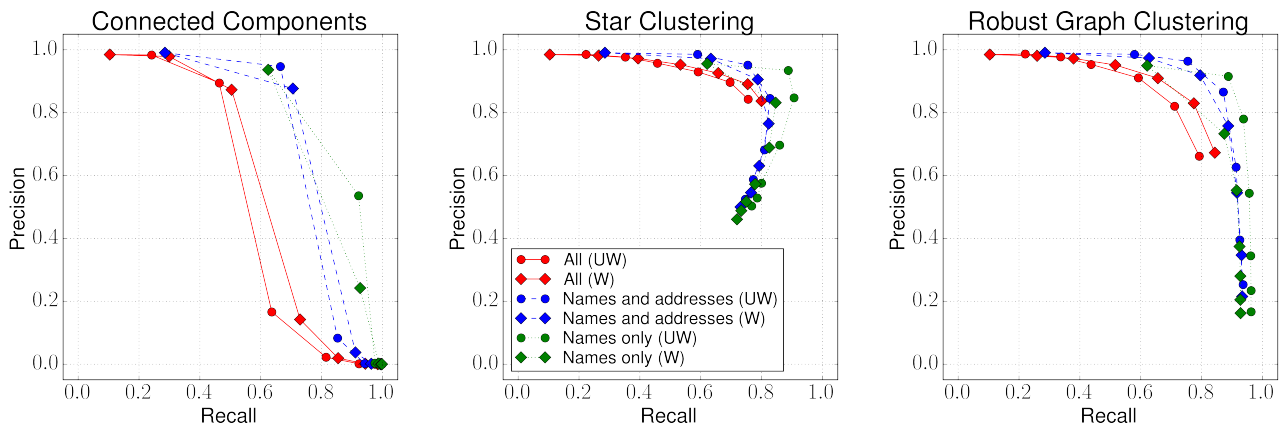 Connected Components
Star Clustering
Robust Graph Clustering
1.0
0.8
0.6
0.4
0.2
0.0
Precision
0.0 0.2 0.4 0.6 0.8 1.0
Recall
1.0
0.8
0.6
0.4
0.2
0.0
Precision
All (UW)
All (W)
Names and addresses (UW)
Names and addresses (W)
Names only (UW)
Names only (W)
0.0 0.2 0.4 0.6 0.8 1.0
Recall
1.0
0.8
0.6
0.4
0.2
0.0
Precision
0.0 0.2 0.4 0.6 0.8 1.0
Recall